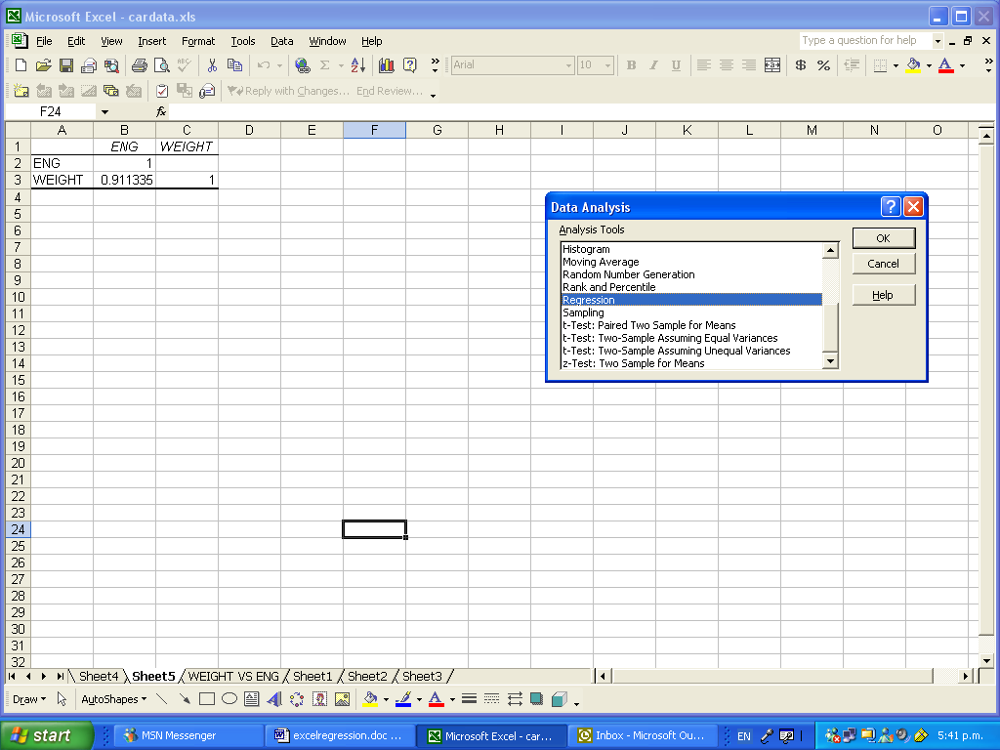 Microsoft Excel - cardata.xls
File Edit View Insert Format Tools Data Window Help
Type a question for help
Arial 10 B I U $ %
Reply with Changes... End Review...
F24 fx
A B C D E F G H I J K L M N O
1 ENG WEIGHT
2 ENG 1
3 WEIGHT 0.911335 1
4
5
6
7
8
9
10
11
12
13
14
15
16
17
18
19
20
21
22
23
24
25
26
27
28
29
30
31
32
Data Analysis
Analysis Tools
Histogram
Moving Average
Random Number Generation
Rank and Percentile
Regression
Sampling
t-Test: Paired Two Sample for Means
t-Test: Two-Sample Assuming Equal Variances
t-Test: Two-Sample Assuming Unequal Variances
z-Test: Two Sample for Means
OK
Cancel
Help
Sheet4 Sheet5 WEIGHT VS ENG Sheet1 Sheet2 Sheet3
Draw AutoShapes
start MSN Messenger excelregression.doc ... Microsoft Excel - car... Inbox - Microsoft Ou... EN 5:41 p.m.